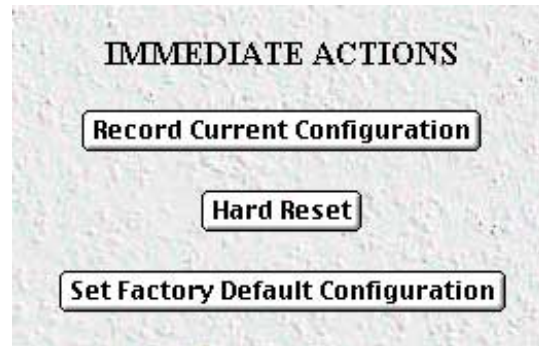 IMMEDIATE ACTIONS
Record Current Configuration
Hard Reset
Set Factory Default Configuration